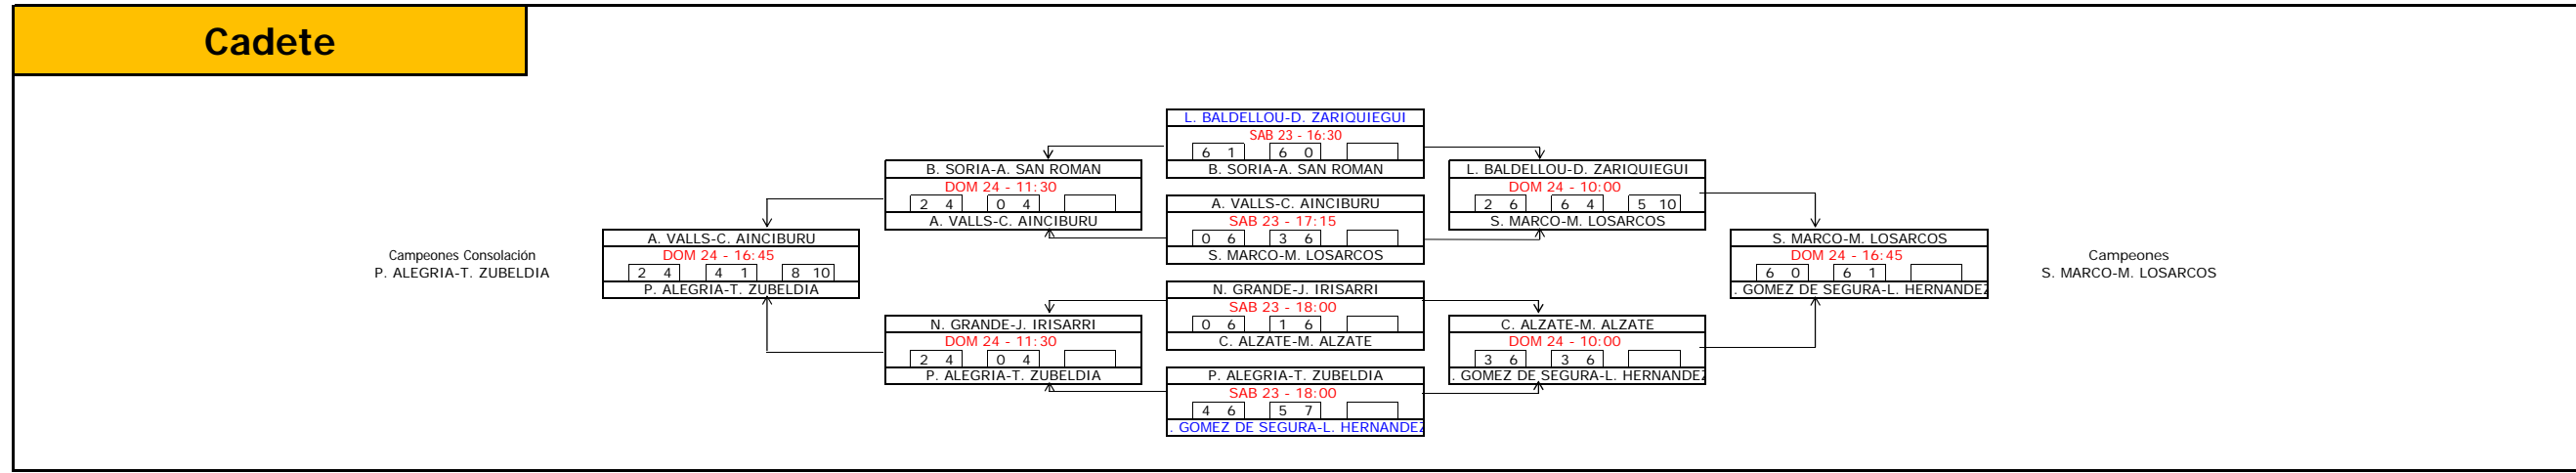 Cadete
L. BALDELLOU-D. ZARIQUIEGUI
SAB 23 - 16:30
6 1 6 0
B. SORIA-A. SAN ROMAN
B. SORIA-A. SAN ROMAN
DOM 24 - 11:30
2 4 0 4
A. VALLS-C. AINCIBURU
L. BALDELLOU-D. ZARIQUIEGUI
DOM 24 - 10:00
2 6 6 4 5 10
S. MARCO-M. LOSARCOS
A. VALLS-C. AINCIBURU
SAB 23 - 17:15
0 6 3 6
S. MARCO-M. LOSARCOS
Campeones Consolación
P. ALEGRIA-T. ZUBELDIA
A. VALLS-C. AINCIBURU
DOM 24 - 16:45
2 4 4 1 8 10
P. ALEGRIA-T. ZUBELDIA
S. MARCO-M. LOSARCOS
DOM 24 - 16:45
6 0 6 1
. GOMEZ DE SEGURA-L. HERNANDEZ
Campeones
S. MARCO-M. LOSARCOS
N. GRANDE-J. IRISARRI
SAB 23 - 18:00
0 6 1 6
C. ALZATE-M. ALZATE
N. GRANDE-J. IRISARRI
DOM 24 - 11:30
2 4 0 4
P. ALEGRIA-T. ZUBELDIA
C. ALZATE-M. ALZATE
DOM 24 - 10:00
3 6 3 6
. GOMEZ DE SEGURA-L. HERNANDEZ
P. ALEGRIA-T. ZUBELDIA
SAB 23 - 18:00
4 6 5 7
. GOMEZ DE SEGURA-L. HERNANDEZ